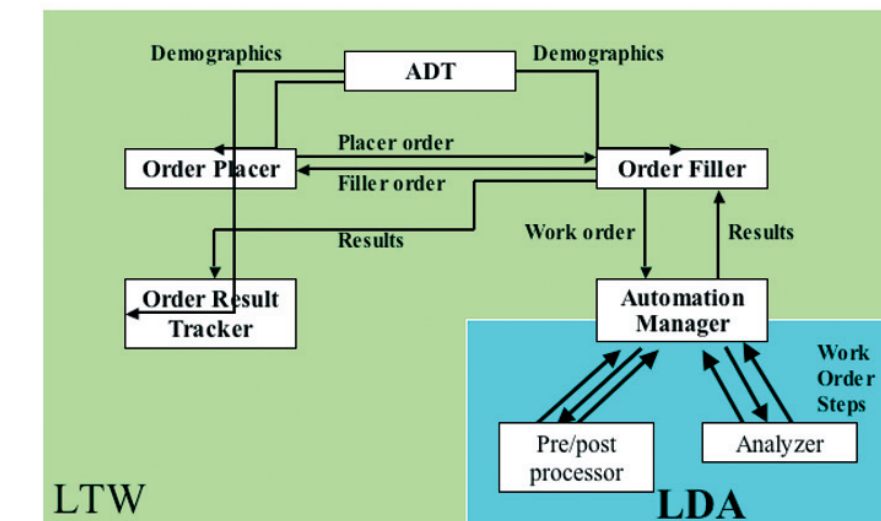 Demographics
ADT
Demographics
Placer order
Order Placer
Order Filler
Filler order
Results
Work order
Results
Order Result
Tracker
Automation
Manager
Work
Order
Steps
Pre/post
processor
Analyzer
LTW
LDA